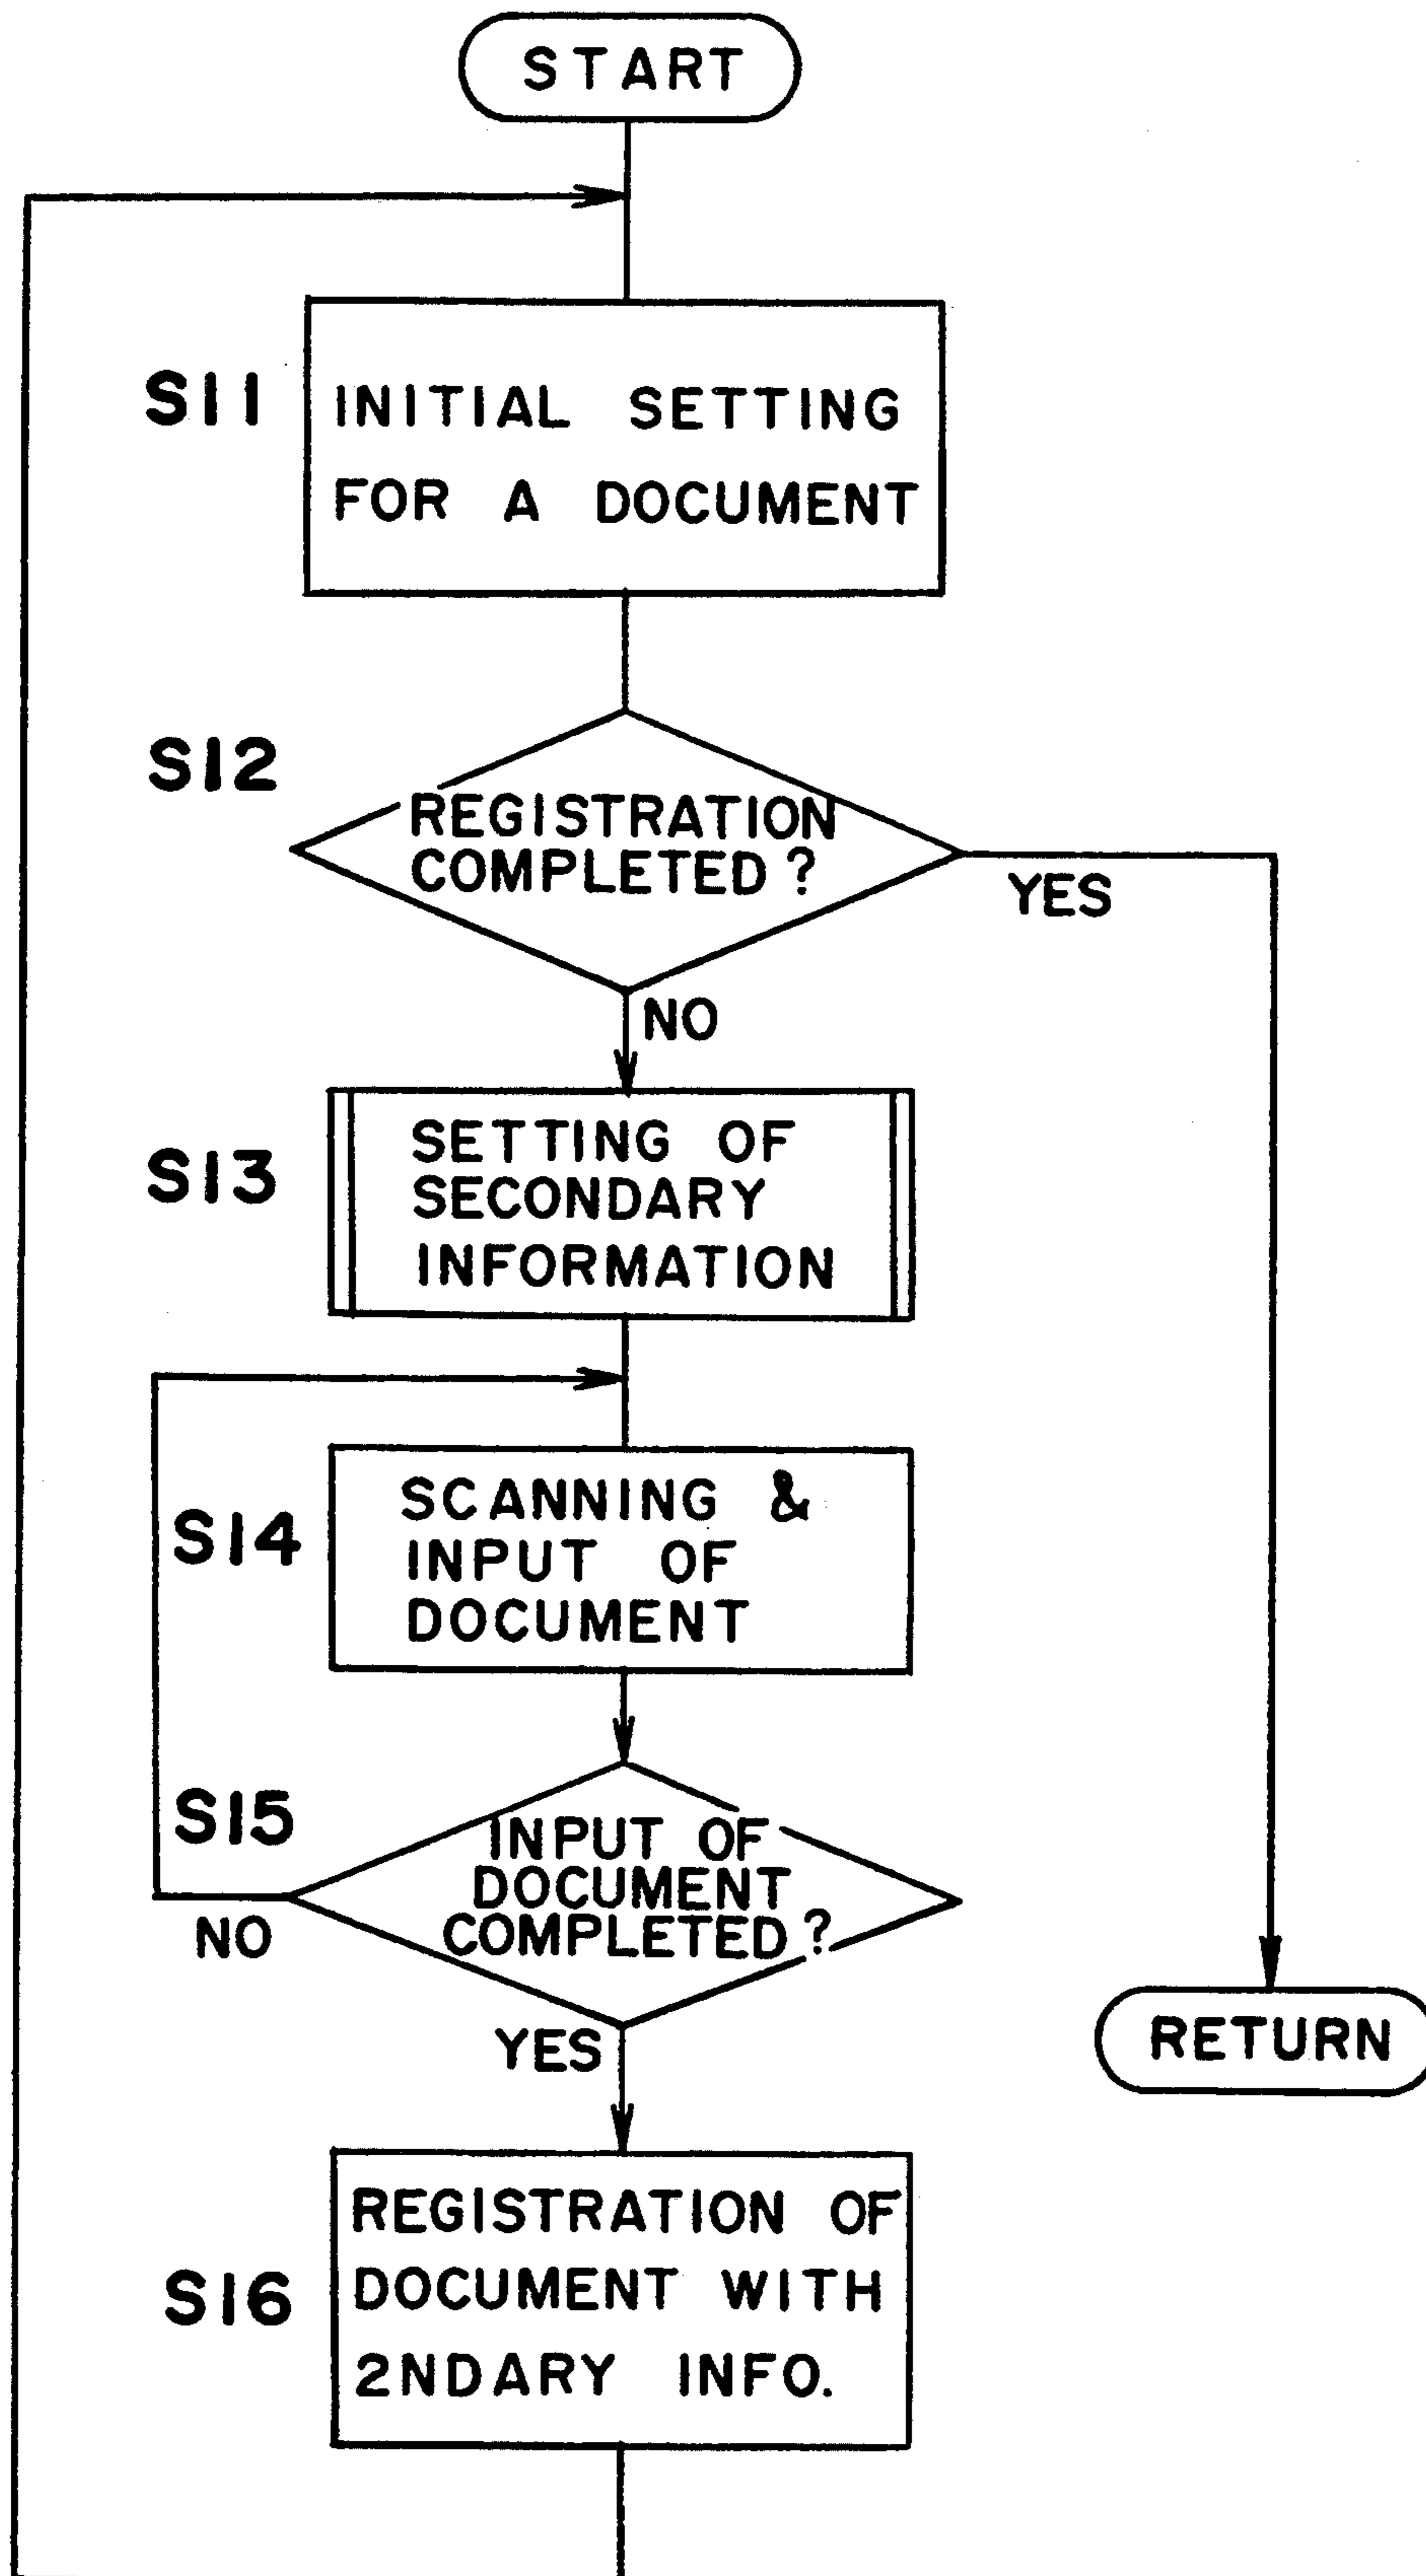 START
S11
INITIAL SETTING
FOR A DOCUMENT
S12
REGISTRATION
COMPLETED?
YES
NO
S13
SETTING OF
SECONDARY
INFORMATION
S14
SCANNING &
INPUT OF
DOCUMENT
S15
INPUT OF
DOCUMENT
COMPLETED?
NO
YES
RETURN
S16
REGISTRATION OF
DOCUMENT WITH
2NDARY INFO.